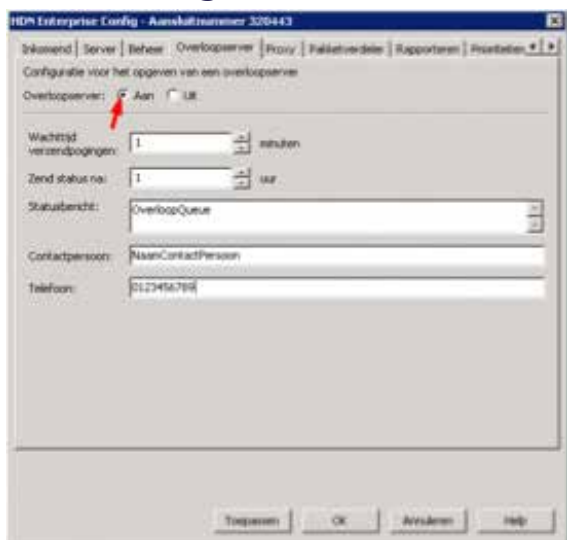 HDN Enterprise Config - Aansluitnummer 320443
Inkomend Server Beheer Overloopserver Proxy Pakketverdeler Rapporteren Prioriteiten
Configuratie voor het opgeven van een overloopserver
Overloopserver: Aan Uit
Wachttijd
verzendpogingen: 1 minuten
Zend status na: 1 uur
Statusbericht: OverloopQueue
Contactpersoon: NaamContactPersoon
Telefoon: 0123456789
Toepassen OK Annuleren Help